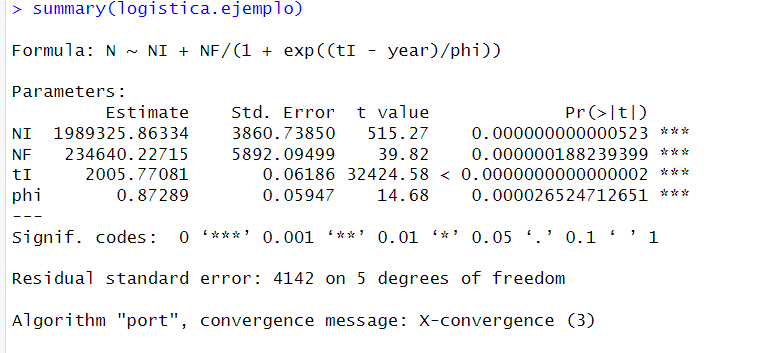 > summary(logistica.ejemplo)
Formula: N ~ NI + NF/(1 + exp((tI - year)/phi))
Parameters:
Estimate Std. Error t value Pr(>|t|)
NI 1989325.86334 3860.73850 515.27 0.000000000000523 ***
NF 234640.22715 5892.09499 39.82 0.000000188239399 ***
tI 2005.77081 0.06186 32424.58 < 0.0000000000000002 ***
phi 0.87289 0.05947 14.68 0.000026524712651 ***
---
Signif. codes: 0 ‘***’ 0.001 ‘**’ 0.01 ‘*’ 0.05 ‘.’ 0.1 ‘ ’ 1
Residual standard error: 4142 on 5 degrees of freedom
Algorithm "port", convergence message: X-convergence (3)